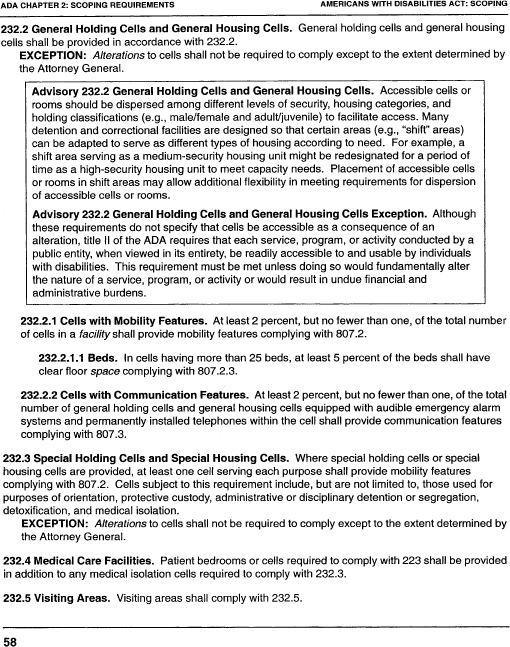 ADA CHAPTER 2: SCOPING REQUIREMENTS AMERICANS WITH DISABILITIES ACT: SCOPING
232.2 General Holding Cells and General Housing Cells. General holding cells and general housing
cells shall be provided in accordance with 232.2.
EXCEPTION: Alterations to cells shall not be required to comply except to the extent determined by
the Attorney General.
Advisory 232.2 General Holding Cells and General Housing Cells. Accessible cells or
rooms should be dispersed among different levels of security, housing categories, and
holding classifications (e.g., male/female and adult/juvenile) to facilitate access. Many
detention and correctional facilities are designed so that certain areas (e.g., “shift” areas)
can be adapted to serve as different types of housing according to need. For example, a
shift area serving as a medium-security housing unit might be redesignated for a period of
time as a high-security housing unit to meet capacity needs. Placement of accessible cells
or rooms in shift areas may allow additional flexibility in meeting requirements for dispersion
of accessible cells or rooms.
Advisory 232.2 General Holding Cells and General Housing Cells Exception. Although
these requirements do not specify that cells be accessible as a consequence of an
alteration, title II of the ADA requires that each service, program, or activity conducted by a
public entity, when viewed in its entirety, be readily accessible to and usable by individuals
with disabilities. This requirement must be met unless doing so would fundamentally alter
the nature of a service, program, or activity or would result in undue financial and
administrative burdens.
232.2.1 Cells with Mobility Features. At least 2 percent, but no fewer than one, of the total number
of cells in a facility shall provide mobility features complying with 807.2.
232.2.1.1 Beds. In cells having more than 25 beds, at least 5 percent of the beds shall have
clear floor space complying with 807.2.3.
232.2.2 Cells with Communication Features. At least 2 percent, but no fewer than one, of the total
number of general holding cells and general housing cells equipped with audible emergency alarm
systems and permanently installed telephones within the cell shall provide communication features
complying with 807.3.
232.3 Special Holding Cells and Special Housing Cells. Where special holding cells or special
housing cells are provided, at least one cell serving each purpose shall provide mobility features
complying with 807.2. Cells subject to this requirement include, but are not limited to, those used for
purposes of orientation, protective custody, administrative or disciplinary detention or segregation,
detoxification, and medical isolation.
EXCEPTION: Alterations to cells shall not be required to comply except to the extent determined by
the Attorney General.
232.4 Medical Care Facilities. Patient bedrooms or cells required to comply with 223 shall be provided
in addition to any medical isolation cells required to comply with 232.3.
232.5 Visiting Areas. Visiting areas shall comply with 232.5.
58